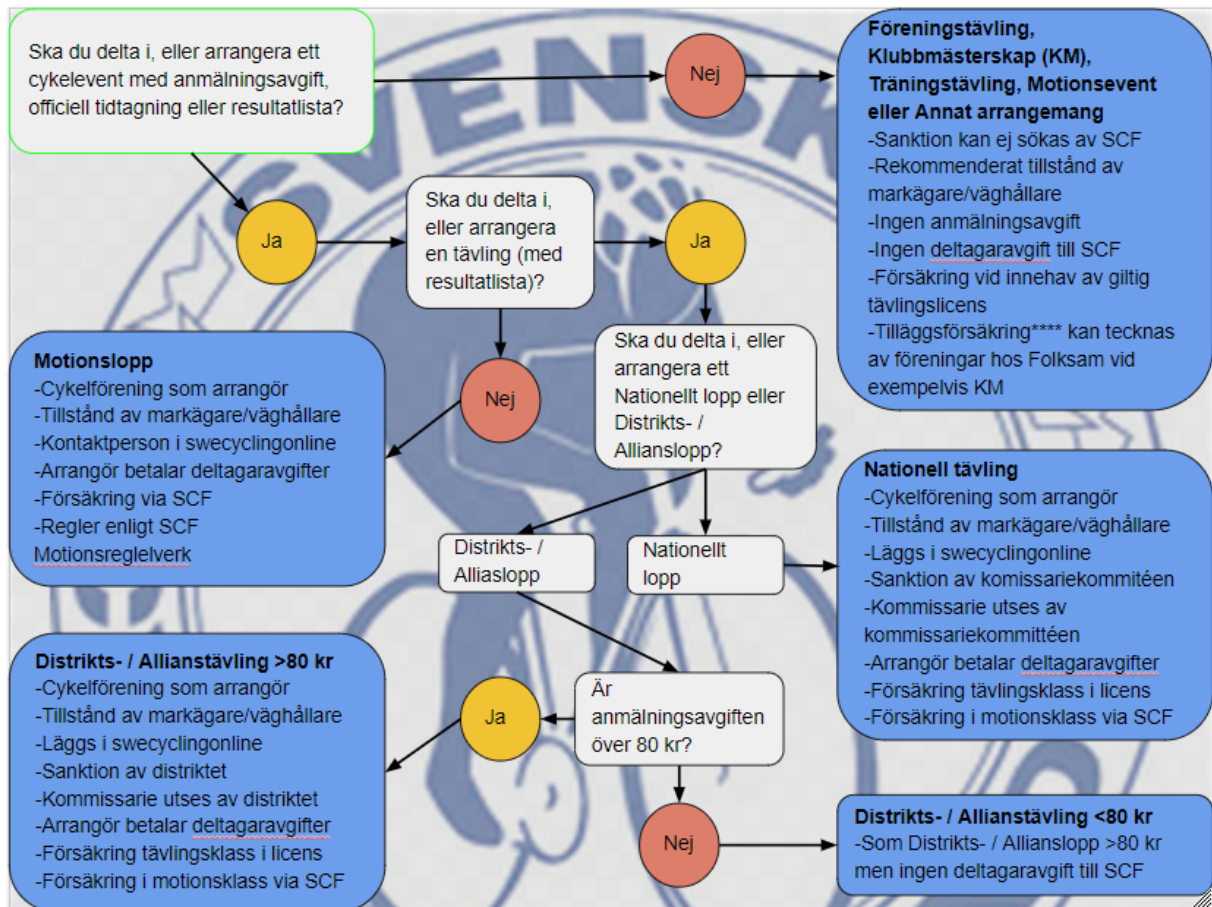 Ska du delta i, eller arrangera ett
cykelevent med anmälningsavgift,
officiell tidtagning eller resultatlista?
Nej
Föreningstävling,
Klubbmästerskap (KM),
Träningstävling, Motionsevent
eller Annat arrangemang
-Sanktion kan ej sökas av SCF
-Rekommenderat tillstånd av
markägare/väghållare
-Ingen anmälningsavgift
-Ingen deltagaravgift till SCF
-Försäkring vid innehav av giltig
tävlingslicens
-Tilläggsförsäkring**** kan tecknas
av föreningar hos Folksam vid
exempelvis KM
SVENSK
Ja
Ska du delta i,
eller arrangera
en tävling (med
resultatlista)?
Ja
Motionslopp
-Cykelförening som arrangör
-Tillstånd av markägare/väghållare
-Kontaktperson i swecyclingonline
-Arrangör betalar deltagaravgifter
-Försäkring via SCF
-Regler enligt SCF
Motionsreglelverk
Nej
Ska du delta i, eller
arrangera ett
Nationellt lopp eller
Distrikts- /
Allianslopp?
Distrikts- /
Alliaslopp
Nationellt
lopp
Nationell tävling
-Cykelförening som arrangör
-Tillstånd av markägare/väghållare
-Läggs i swecyclingonline
-Sanktion av komissariekommitéen
-Kommissarie utses av
kommissariekommittéen
-Arrangör betalar deltagaravgifter
-Försäkring tävlingsklass i licens
-Försäkring i motionsklass via SCF
Distrikts- / Allianstävling >80 kr
-Cykelförening som arrangör
-Tillstånd av markägare/väghållare
-Läggs i swecyclingonline
-Sanktion av distriktet
-Kommissarie utses av distriktet
-Arrangör betalar deltagaravgifter
-Försäkring tävlingsklass i licens
-Försäkring i motionsklass via SCF
Ja
Är
anmälningsavgiften
över 80 kr?
Nej
Distrikts- / Allianstävling <80 kr
-Som Distrikts- / Allianslopp >80 kr
men ingen deltagaravgift till SCF